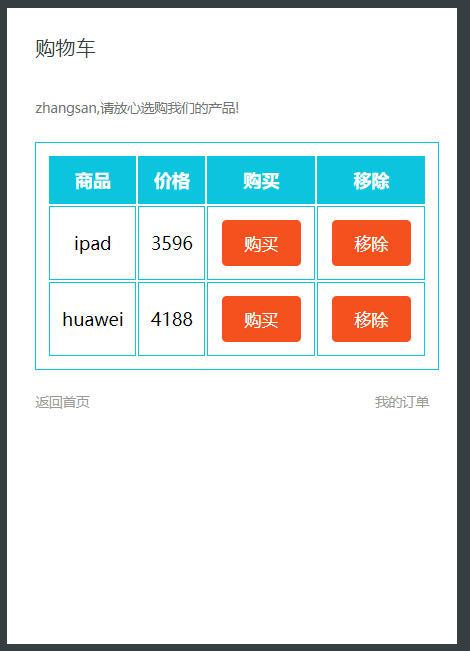 购物车
zhangsan,请放心选购我们的产品!
商品 价格 购买 移除
ipad 3596 购买 移除
huawei 4188 购买 移除
返回首页 我的订单